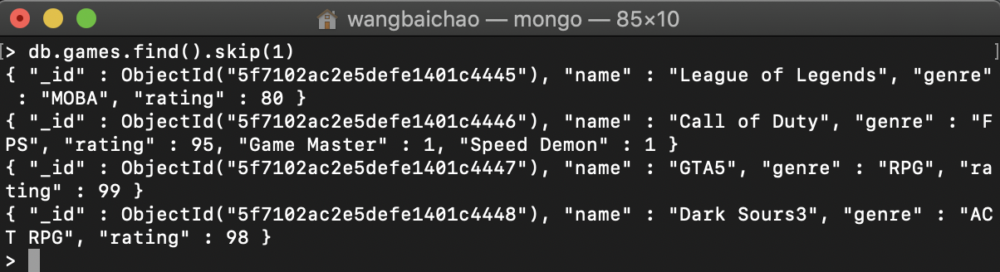 wangbaichao — mongo — 85×10
[> db.games.find().skip(1) ]
{ "_id" : ObjectId("5f7102ac2e5defe1401c4445"), "name" : "League of Legends", "genre"
 : "MOBA", "rating" : 80 }
{ "_id" : ObjectId("5f7102ac2e5defe1401c4446"), "name" : "Call of Duty", "genre" : "F
PS", "rating" : 95, "Game Master" : 1, "Speed Demon" : 1 }
{ "_id" : ObjectId("5f7102ac2e5defe1401c4447"), "name" : "GTA5", "genre" : "RPG", "ra
ting" : 99 }
{ "_id" : ObjectId("5f7102ac2e5defe1401c4448"), "name" : "Dark Sours3", "genre" : "AC
T RPG", "rating" : 98 }
>